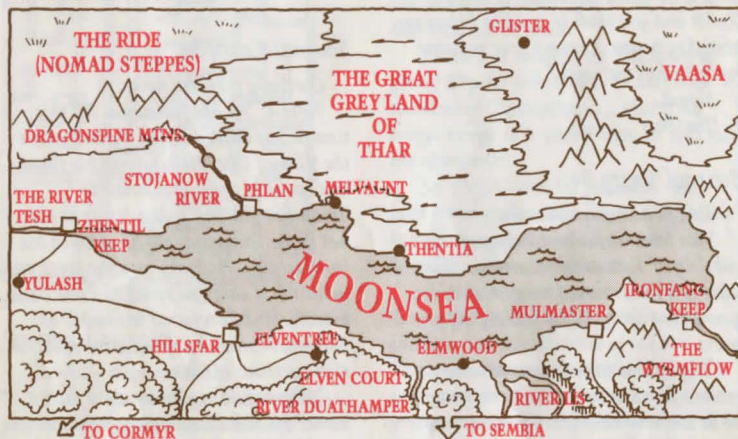 GLISTER
THE RIDE
(NOMAD STEPPES)
VAASA
THE GREAT
GREY LAND
OF
THAR
DRAGONSPINE MTNS.
STOJANOW
RIVER
PHLAN
MELVAUNT
THE RIVER
TESH
ZHENTIL
KEEP
THENTIA
YULASH
MOONSEA
IRONFANG
KEEP
MULMASTER
HILLSFAR
ELVENTREE
ELMWOOD
THE
WYRMFLOW
ELVEN COURT
RIVER DUATHAMPER
RIVER LIS
TO CORMYR
TO SEMBIA